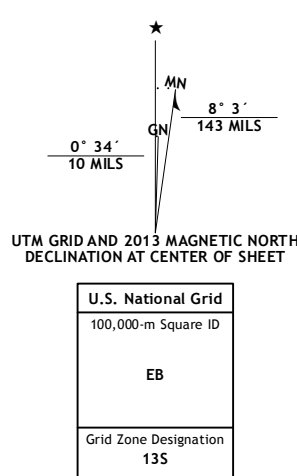 MN
8° 3´
143 MILS
GN
0° 34´
10 MILS
UTM GRID AND 2013 MAGNETIC NORTH
DECLINATION AT CENTER OF SHEET
U.S. National Grid
100,000-m Square ID
EB
Grid Zone Designation
13S